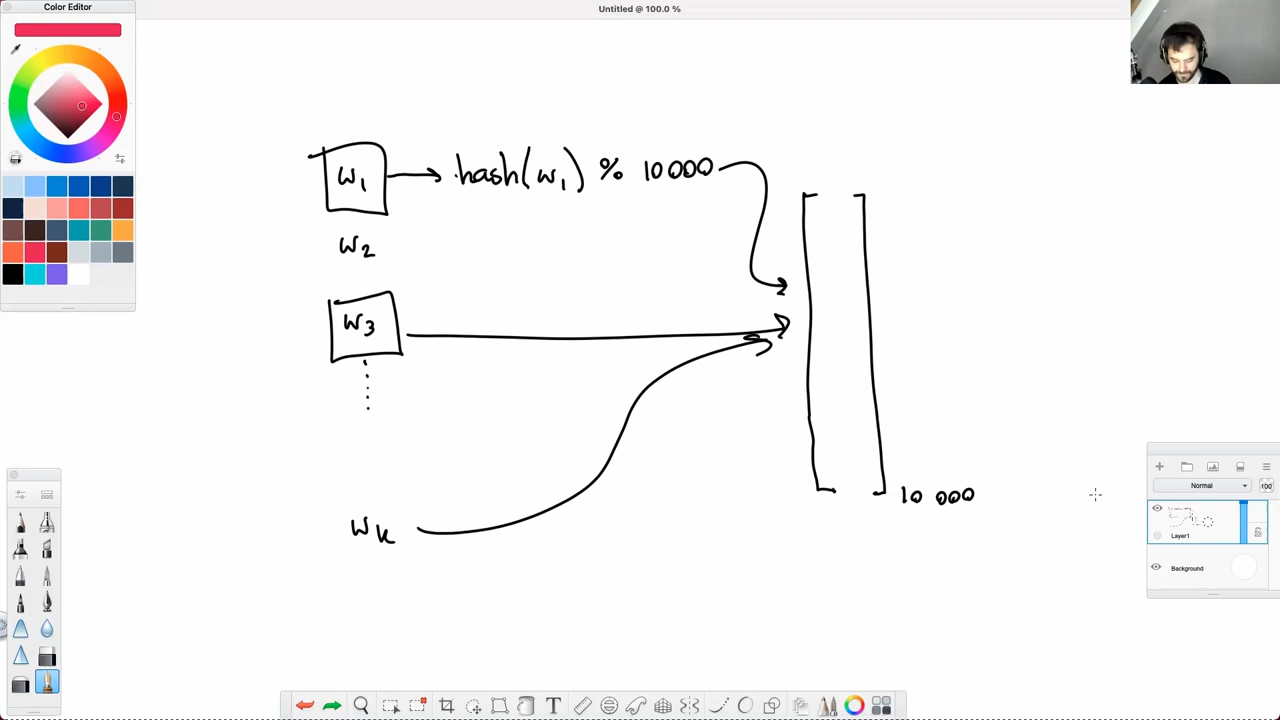 Color Editor
Untitled @ 100.0 %
w1 → hash(w1) % 10000
w2
w3
wk
10 000
Normal
100
Layer1
Background
T